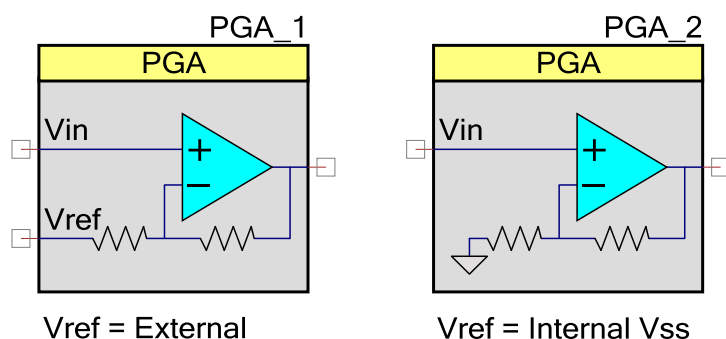 PGA_1
PGA_2
PGA
PGA
Vin
+
−
Vref
Vin
+
−
Vref = External
Vref = Internal Vss